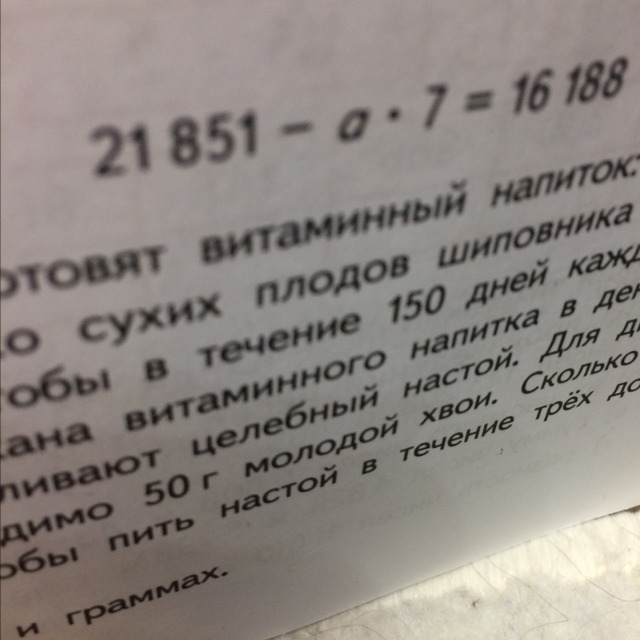 21 851 − a · 7 = 16 188
витаминный напиток.
сухих плодов шиповника
в течение 150 дней
витаминного напитка в
целебный настой. Для
50 г молодой хвои. Сколько
пить настой в течение трёх
и граммах.